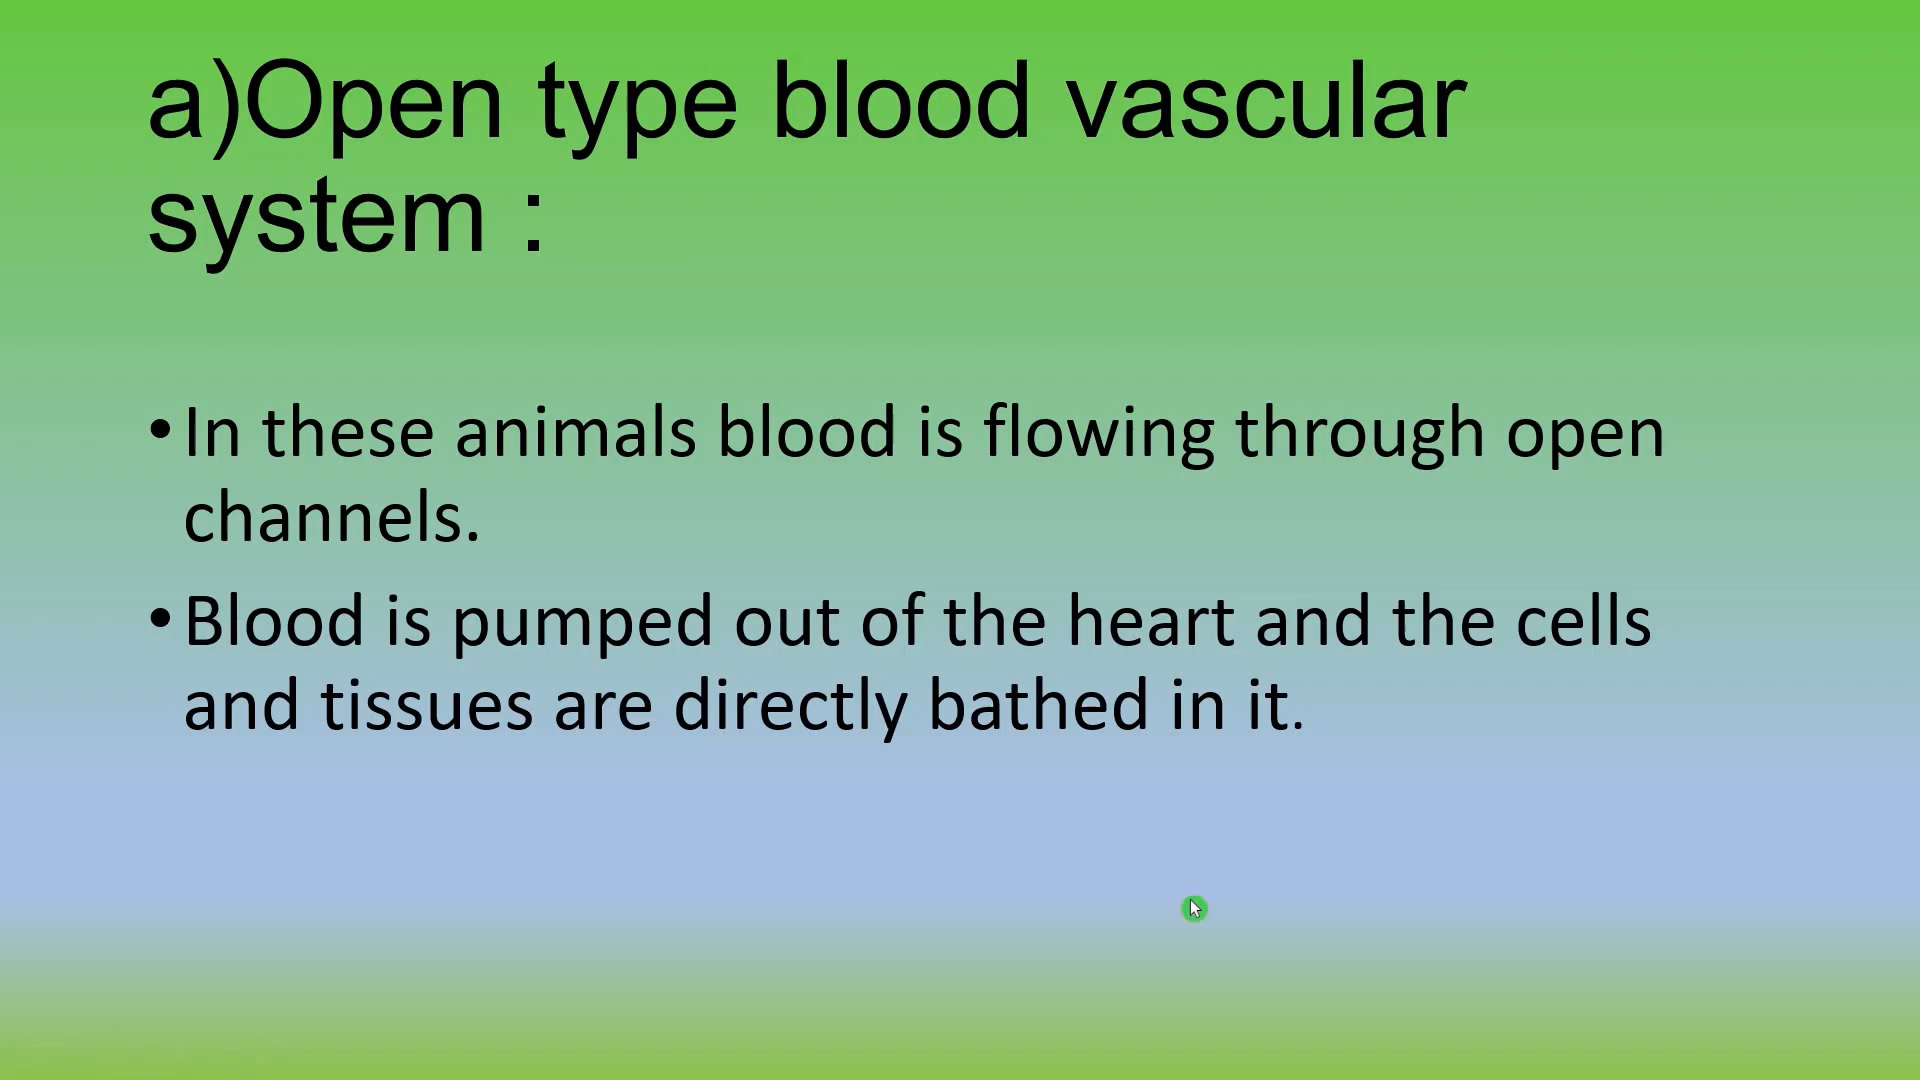 a)Open type blood vascular
system :
•In these animals blood is flowing through open
channels.
•Blood is pumped out of the heart and the cells
and tissues are directly bathed in it.